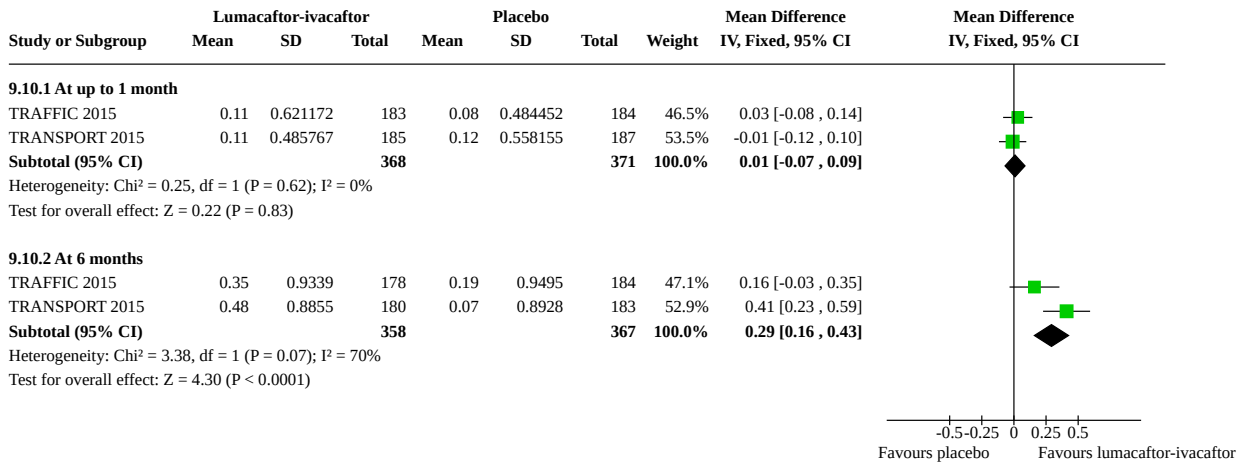 Lumacaftor-ivacaftor Placebo Mean Difference Mean Difference
Study or Subgroup Mean SD Total Mean SD Total Weight IV, Fixed, 95% CI IV, Fixed, 95% CI
9.10.1 At up to 1 month
TRAFFIC 2015 0.11 0.621172 183 0.08 0.484452 184 46.5% 0.03 [-0.08 , 0.14]
TRANSPORT 2015 0.11 0.485767 185 0.12 0.558155 187 53.5% -0.01 [-0.12 , 0.10]
Subtotal (95% CI) 368 371 100.0% 0.01 [-0.07 , 0.09]
Heterogeneity: Chi² = 0.25, df = 1 (P = 0.62); I² = 0%
Test for overall effect: Z = 0.22 (P = 0.83)
9.10.2 At 6 months
TRAFFIC 2015 0.35 0.9339 178 0.19 0.9495 184 47.1% 0.16 [-0.03 , 0.35]
TRANSPORT 2015 0.48 0.8855 180 0.07 0.8928 183 52.9% 0.41 [0.23 , 0.59]
Subtotal (95% CI) 358 367 100.0% 0.29 [0.16 , 0.43]
Heterogeneity: Chi² = 3.38, df = 1 (P = 0.07); I² = 70%
Test for overall effect: Z = 4.30 (P < 0.0001)
-0.5 -0.25 0 0.25 0.5
Favours placebo Favours lumacaftor-ivacaftor